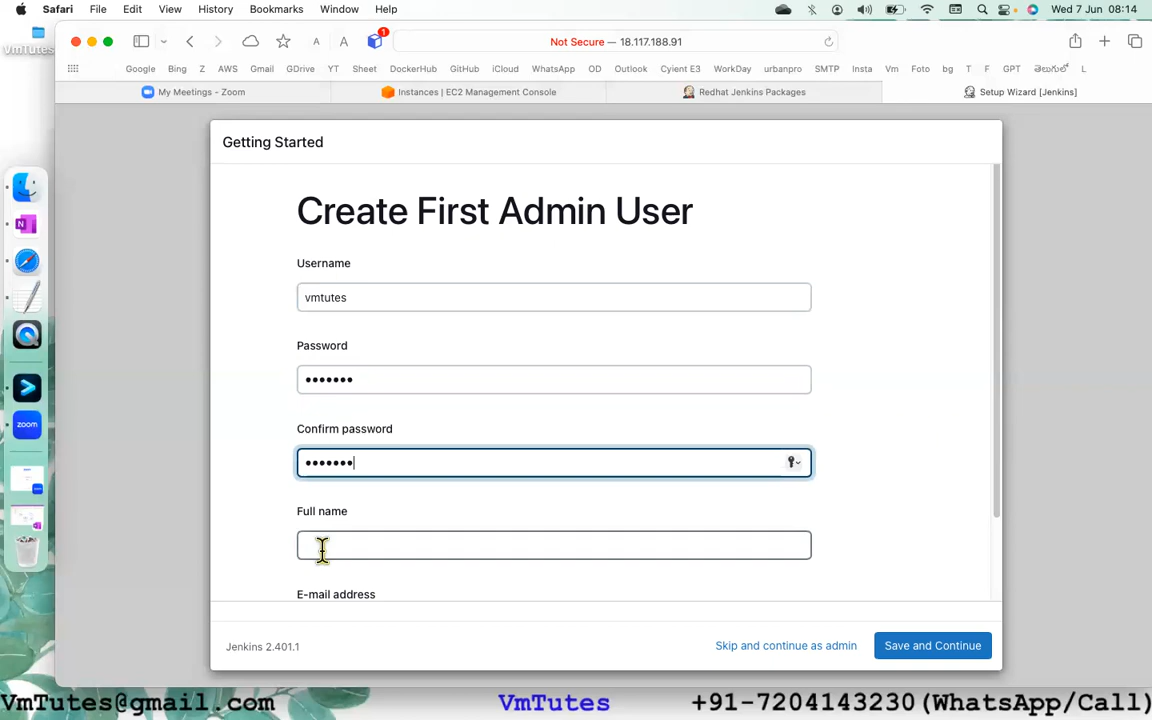 Safari File Edit View History Bookmarks Window Help Wed 7 Jun 08:14
VmTutes
A A 1 Not Secure — 18.117.188.91
Google Bing Z AWS Gmail GDrive YT Sheet DockerHub GitHub iCloud WhatsApp OD Outlook Cyient E3 WorkDay urbanpro SMTP Insta Vm Foto bg T F GPT తెలుగుల్ L
My Meetings - Zoom Instances | EC2 Management Console Redhat Jenkins Packages Setup Wizard [Jenkins]
Getting Started
Create First Admin User
Username
vmtutes
Password
•••••••
Confirm password
•••••••
Full name
E-mail address
zoom
Jenkins 2.401.1 Skip and continue as admin Save and Continue
VmTutes@gmail.com VmTutes +91-7204143230(WhatsApp/Call)